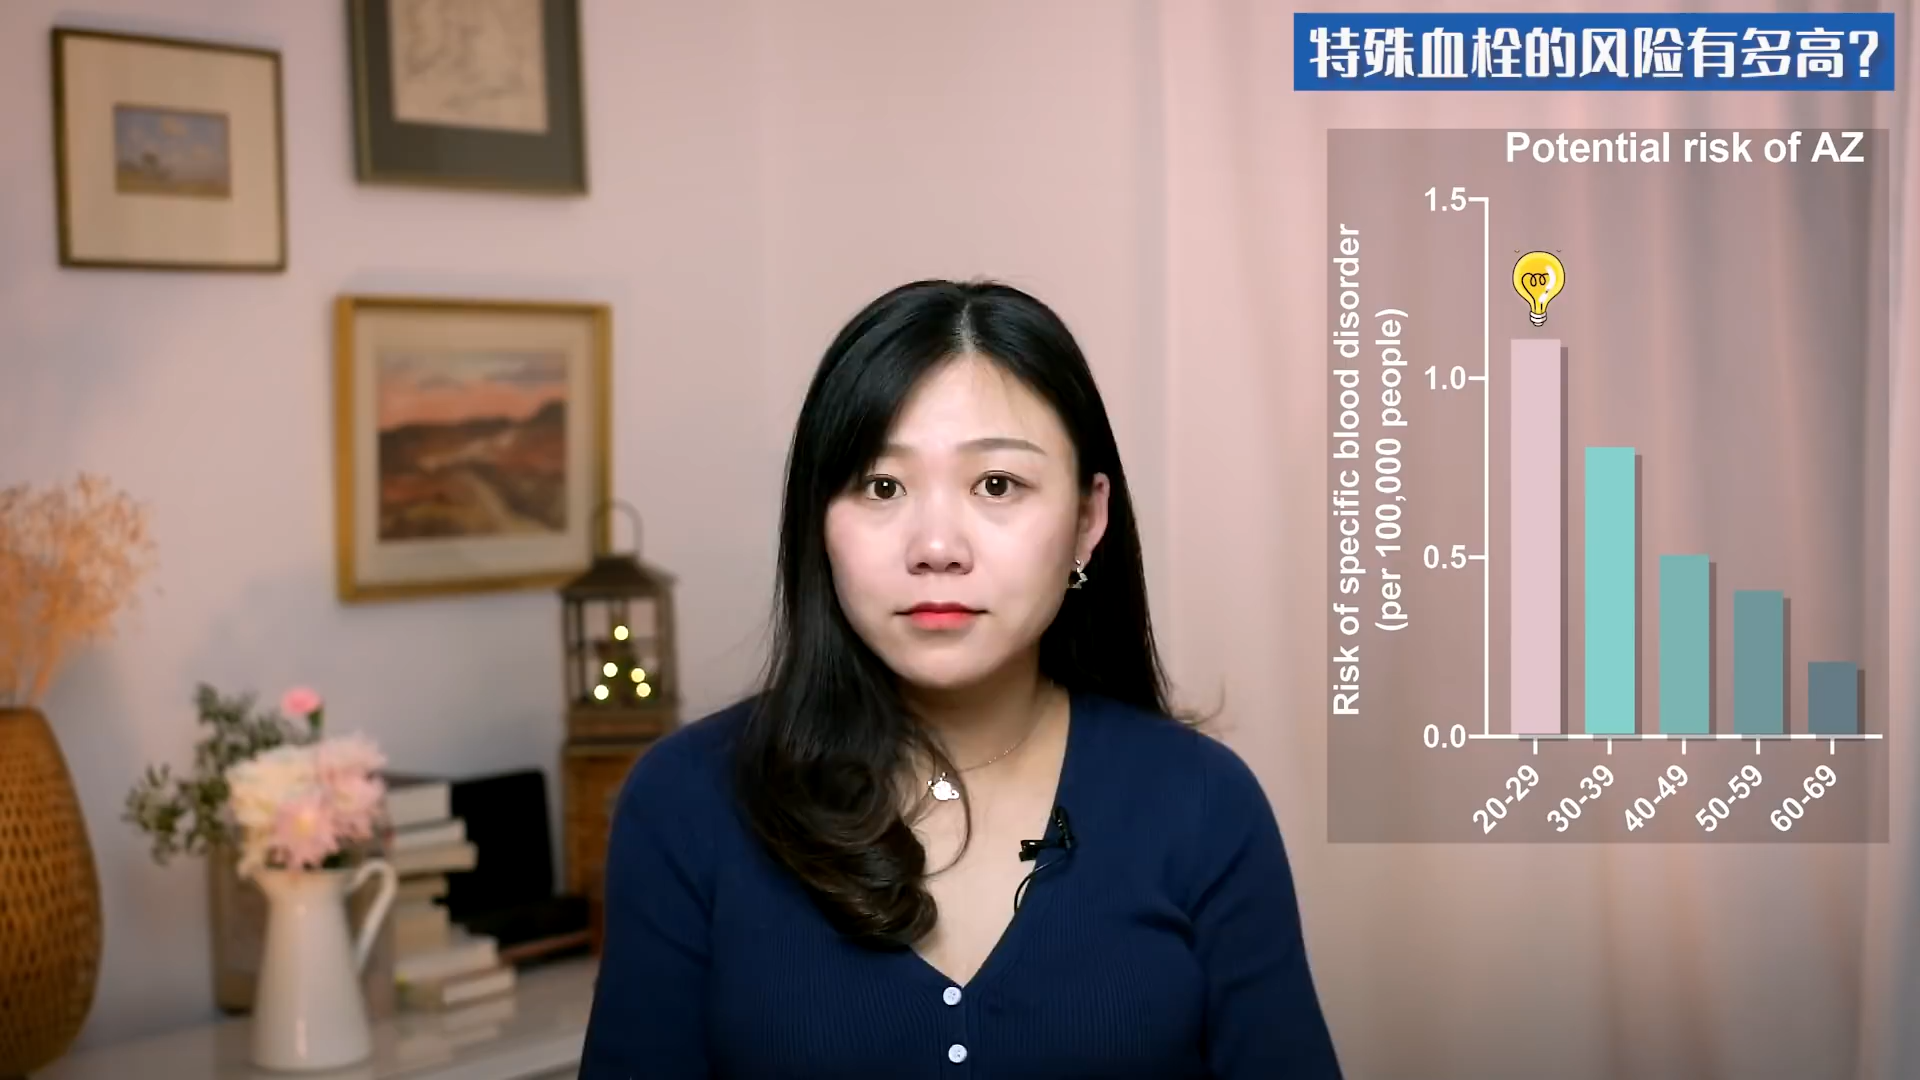 特殊血栓的风险有多高?
Potential risk of AZ
Risk of specific blood disorder
(per 100,000 people)
1.5
1.0
0.5
0.0
20-29
30-39
40-49
50-59
60-69